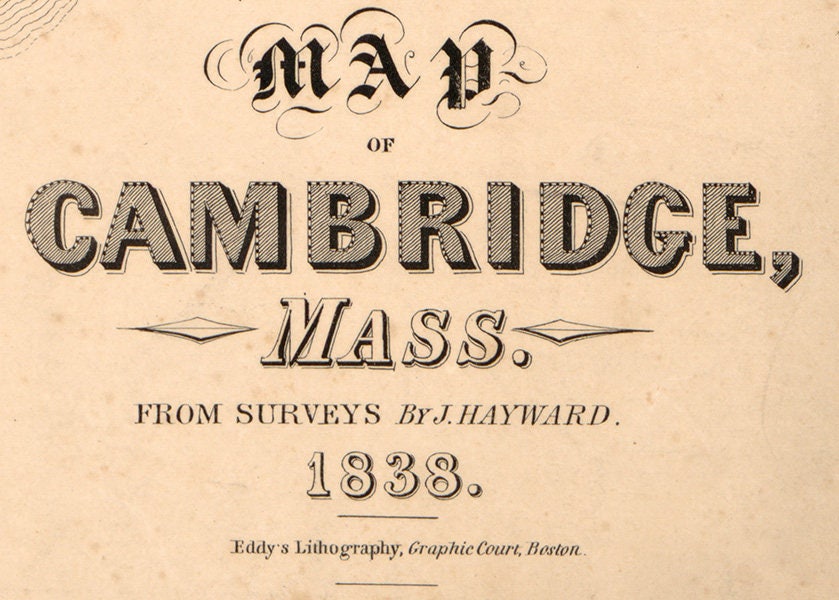 MAP
OF
CAMBRIDGE,
MASS.
FROM SURVEYS By J. HAYWARD.
1838.
Eddy's Lithography, Graphic Court, Boston.